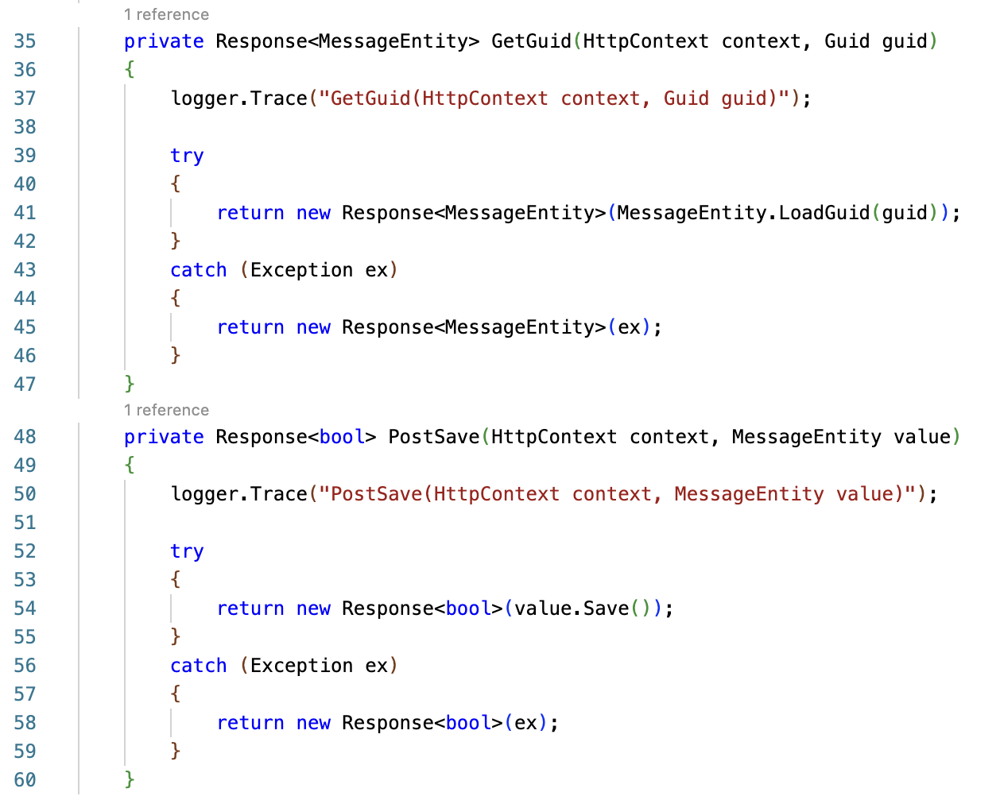 1 reference
35 private Response<MessageEntity> GetGuid(HttpContext context, Guid guid)
36 {
37 logger.Trace("GetGuid(HttpContext context, Guid guid)");
38
39 try
40 {
41 return new Response<MessageEntity>(MessageEntity.LoadGuid(guid));
42 }
43 catch (Exception ex)
44 {
45 return new Response<MessageEntity>(ex);
46 }
47 }
1 reference
48 private Response<bool> PostSave(HttpContext context, MessageEntity value)
49 {
50 logger.Trace("PostSave(HttpContext context, MessageEntity value)");
51
52 try
53 {
54 return new Response<bool>(value.Save());
55 }
56 catch (Exception ex)
57 {
58 return new Response<bool>(ex);
59 }
60 }